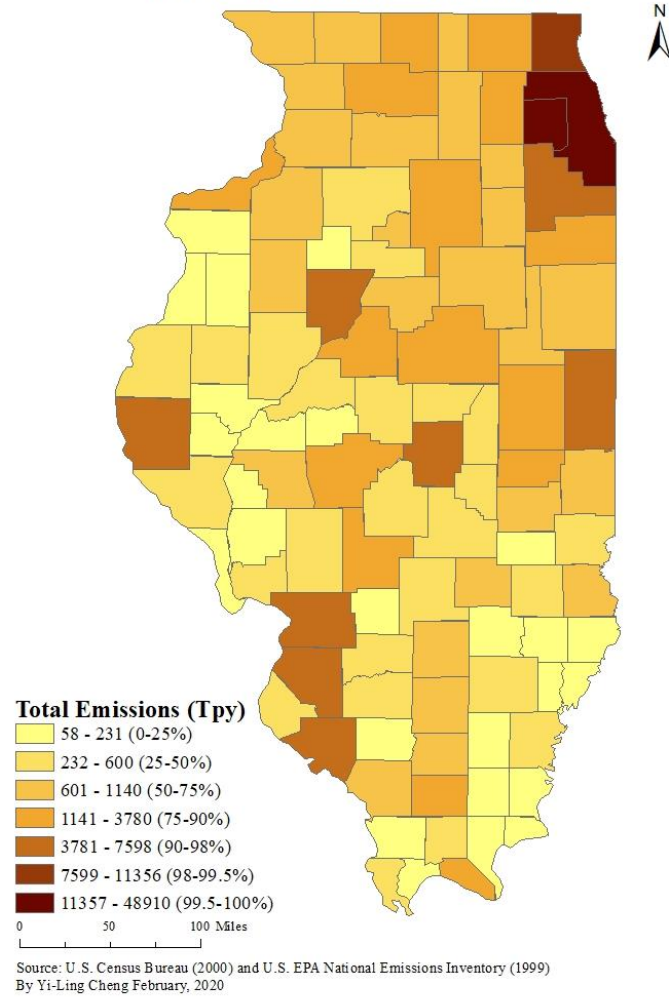 N
Total Emissions (Tpy)
58 - 231 (0-25%)
232 - 600 (25-50%)
601 - 1140 (50-75%)
1141 - 3780 (75-90%)
3781 - 7598 (90-98%)
7599 - 11356 (98-99.5%)
11357 - 48910 (99.5-100%)
0 50 100 Miles
Source: U.S. Census Bureau (2000) and U.S. EPA National Emissions Inventory (1999)
By Yi-Ling Cheng February, 2020